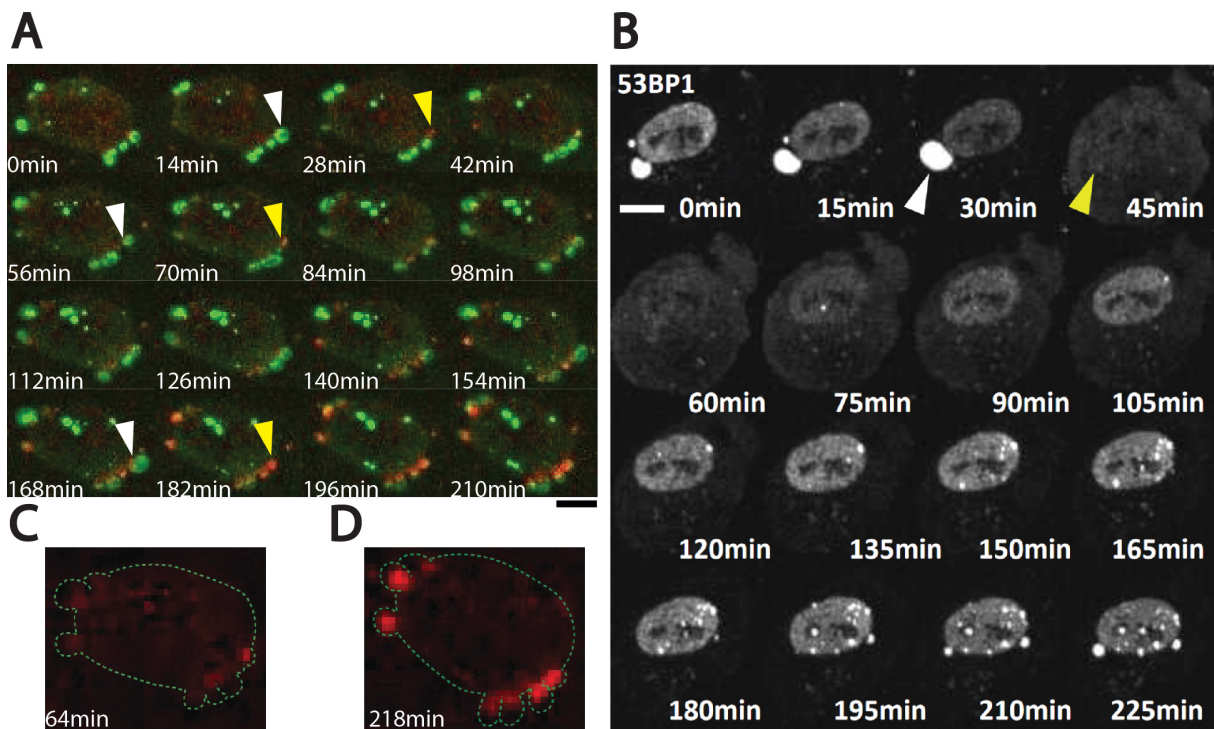 A
0min 14min 28min 42min
56min 70min 84min 98min
112min 126min 140min 154min
168min 182min 196min 210min
B
53BP1
0min 15min 30min 45min
60min 75min 90min 105min
120min 135min 150min 165min
180min 195min 210min 225min
C
64min
D
218min